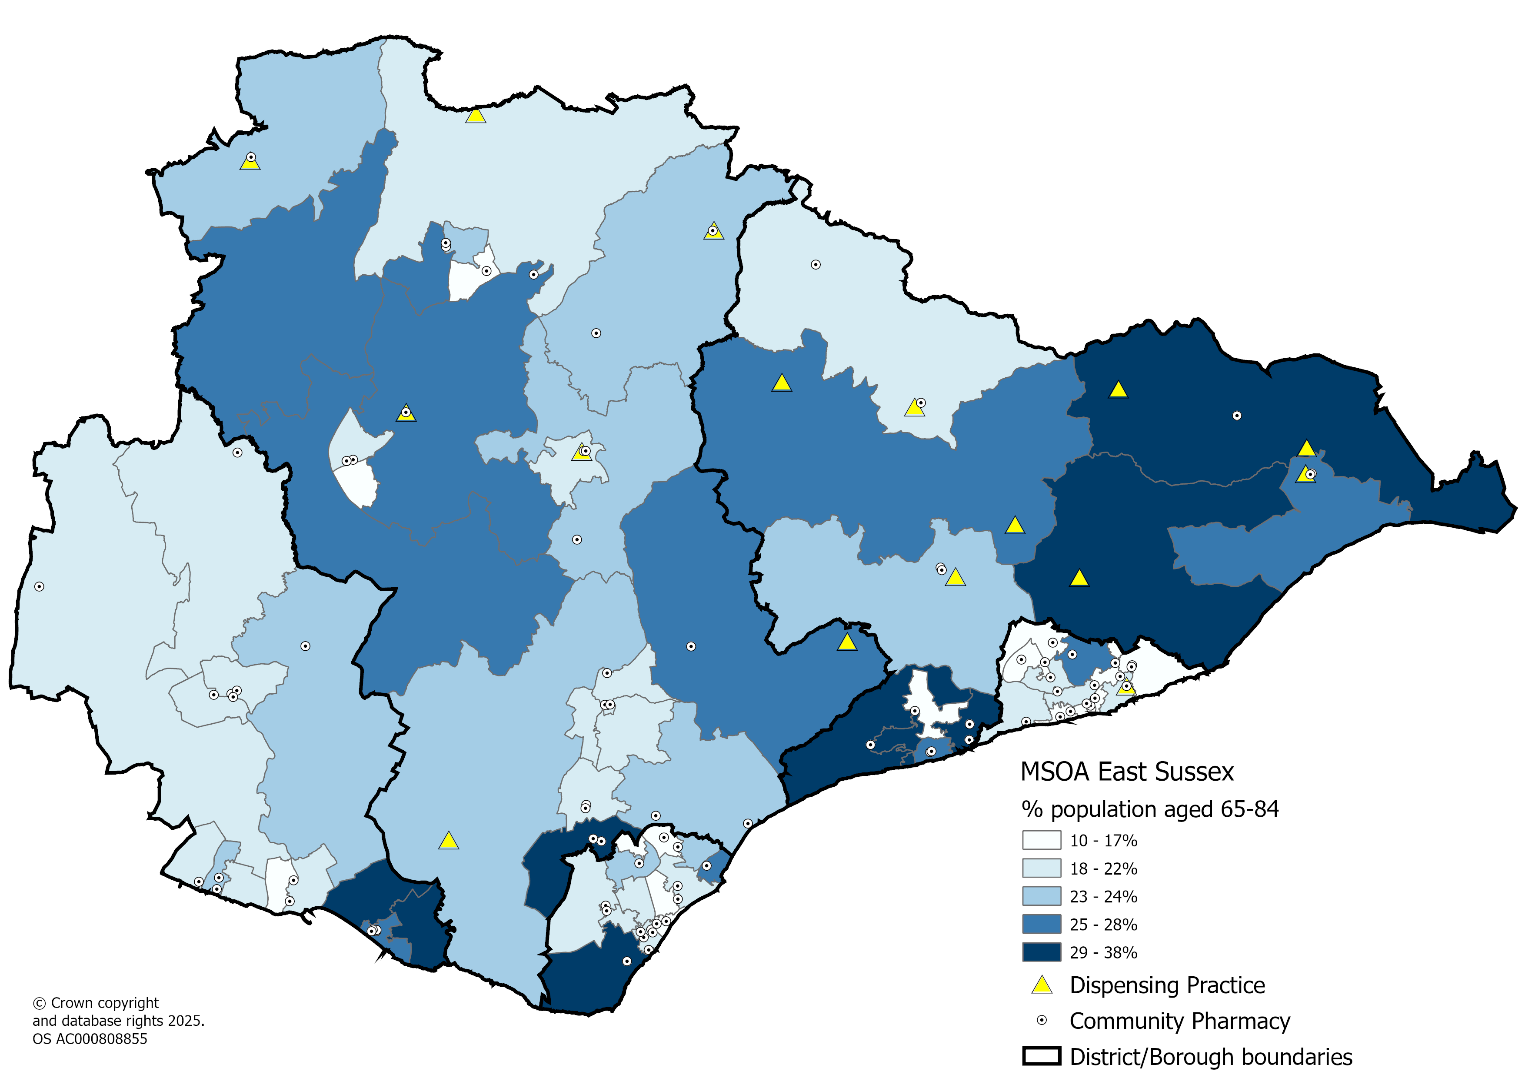 MSOA East Sussex
% population aged 65-84
10 - 17%
18 - 22%
23 - 24%
25 - 28%
29 - 38%
Dispensing Practice
Community Pharmacy
District/Borough boundaries
© Crown copyright
and database rights 2025.
OS AC000808855